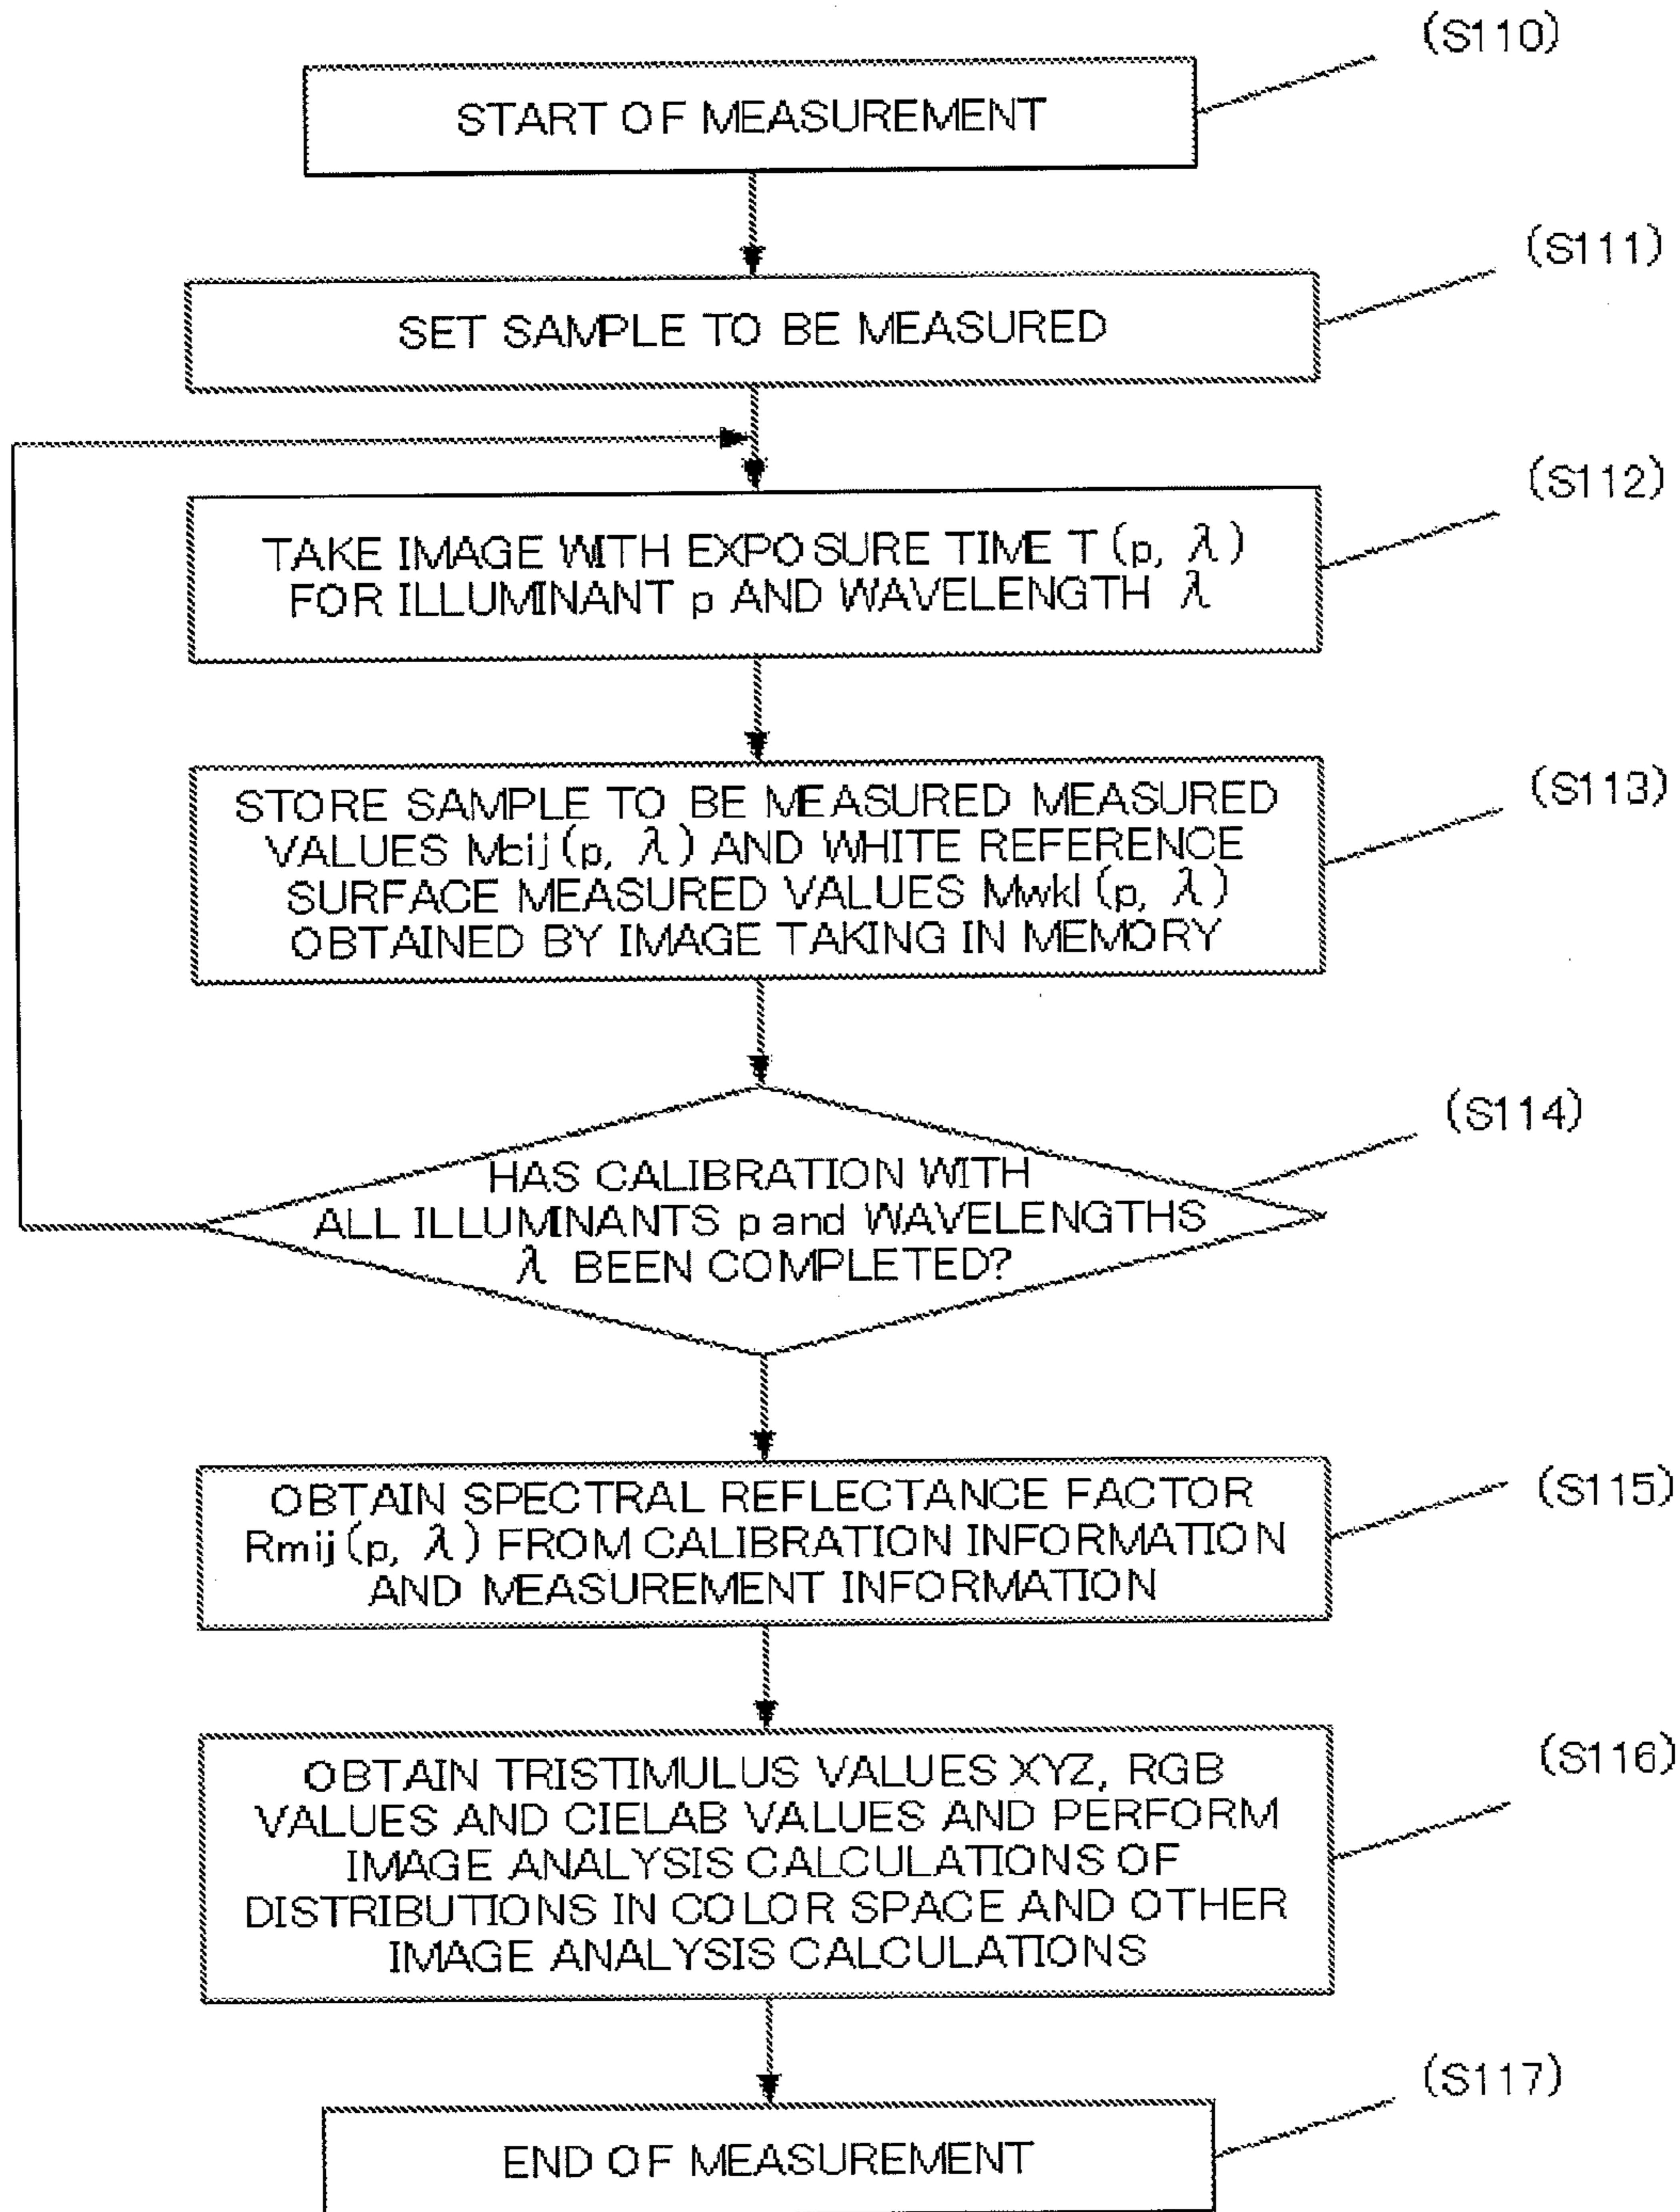 (S110)
START OF MEASUREMENT
(S111)
SET SAMPLE TO BE MEASURED
(S112)
TAKE IMAGE WITH EXPOSURE TIME T(p, λ)
FOR ILLUMINANT p AND WAVELENGTH λ
(S113)
STORE SAMPLE TO BE MEASURED MEASURED
VALUES Mcij(p, λ) AND WHITE REFERENCE
SURFACE MEASURED VALUES Mwkl(p, λ)
OBTAINED BY IMAGE TAKING IN MEMORY
(S114)
HAS CALIBRATION WITH
ALL ILLUMINANTS p and WAVELENGTHS
λ BEEN COMPLETED?
(S115)
OBTAIN SPECTRAL REFLECTANCE FACTOR
Rmij(p, λ) FROM CALIBRATION INFORMATION
AND MEASUREMENT INFORMATION
(S116)
OBTAIN TRISTIMULUS VALUES XYZ, RGB
VALUES AND CIELAB VALUES AND PERFORM
IMAGE ANALYSIS CALCULATIONS OF
DISTRIBUTIONS IN COLOR SPACE AND OTHER
IMAGE ANALYSIS CALCULATIONS
(S117)
END OF MEASUREMENT